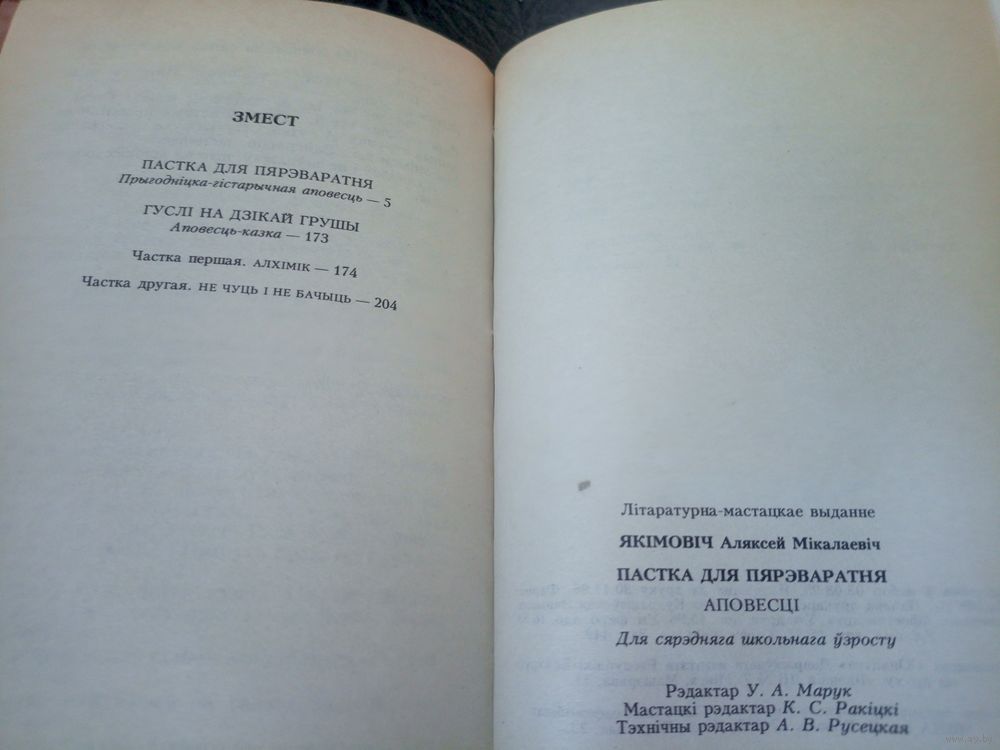 ЗМЕСТ
ПАСТКА ДЛЯ ПЯРЭВАРАТНЯ
Прыгодніцка-гістарычная аповесць — 5
ГУСЛІ НА ДЗІКАЙ ГРУШЫ
Аповесць-казка — 173
Частка першая. АЛХІМІК — 174
Частка другая. НЕ ЧУЦЬ І НЕ БАЧЫЦЬ — 204
Літаратурна-мастацкае выданне
ЯКІМОВІЧ Аляксей Мікалаевіч
ПАСТКА ДЛЯ ПЯРЭВАРАТНЯ
АПОВЕСЦІ
Для сярэдняга школьнага ўзросту
Рэдактар У. А. Марук
Мастацкі рэдактар К. С. Ракіцкі
Тэхнічны рэдактар А. В. Русецкая